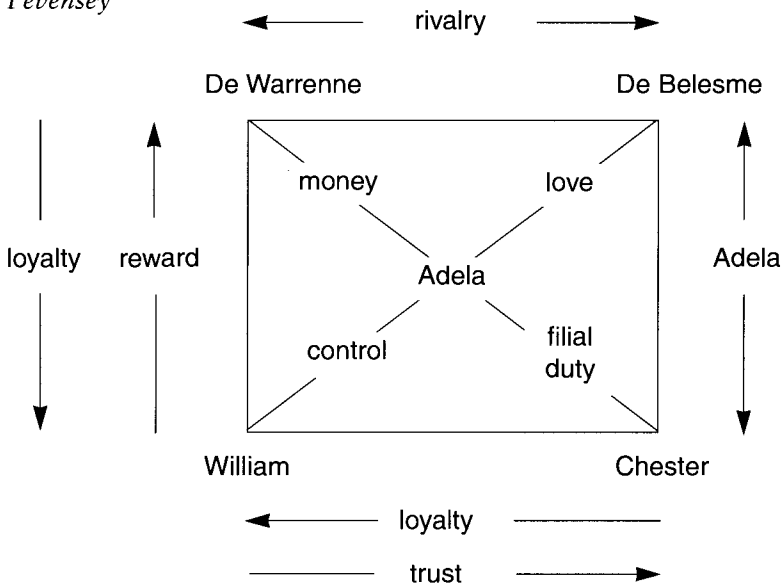 Pevensey
rivalry
De Warrenne De Belesme
money love
loyalty reward Adela Adela
control filial
duty
William Chester
loyalty
trust